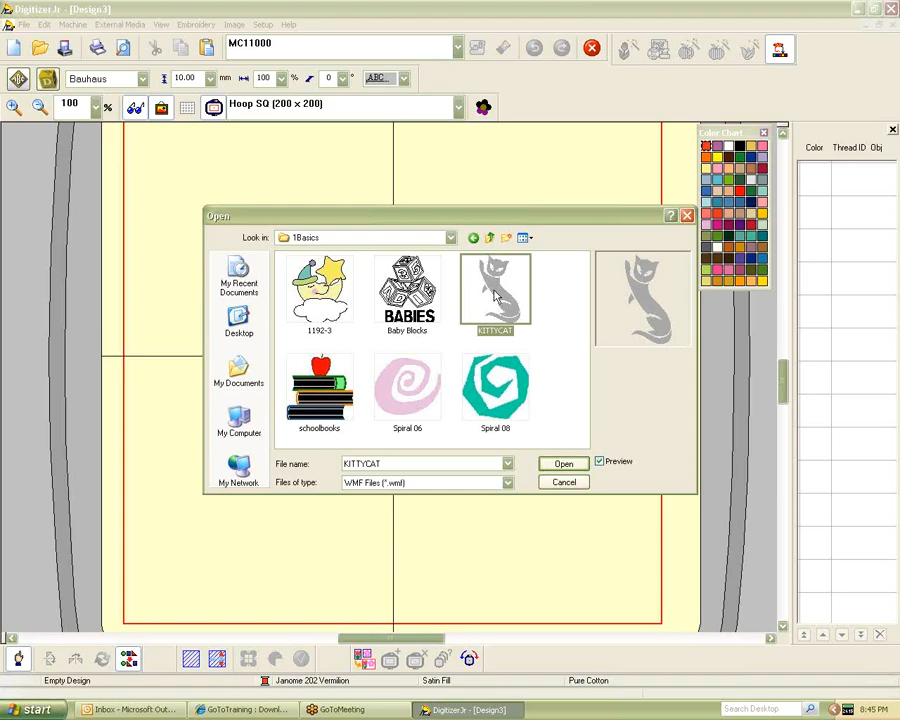 DigitizerJr - [Design3]
File Edit Machine External Media View Embroidery Image Setup Help
MC11000
Bauhaus 10.00 mm 100 % 0 °
ABC
100 % Hoop SQ (200 x 200)
Color Chart
Color Thread ID Obj
Open
Look in: 1Basics
My Recent Documents
Desktop
My Documents
My Computer
My Network
BABIES
1192-3 Baby Blocks KITTYCAT
schoolbooks Spiral 06 Spiral 08
File name: KITTYCAT Open Preview
Files of type: WMF Files (*.wmf) Cancel
Empty Design Janome 202 Vermilion Satin Fill Pure Cotton
start Inbox - Microsoft Out... GoToTraining : Downl... GoToMeeting DigitizerJr - [Design3] Search Desktop 8:45 PM